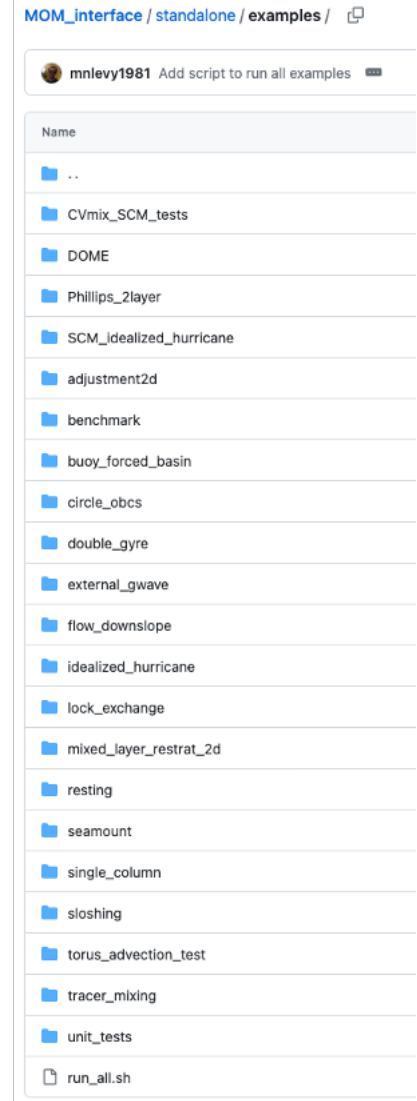 MOM_interface / standalone / examples /
mnlevy1981 Add script to run all examples
Name
..
CVmix_SCM_tests
DOME
Phillips_2layer
SCM_idealized_hurricane
adjustment2d
benchmark
buoy_forced_basin
circle_obcs
double_gyre
external_gwave
flow_downslope
idealized_hurricane
lock_exchange
mixed_layer_restrat_2d
resting
seamount
single_column
sloshing
torus_advection_test
tracer_mixing
unit_tests
run_all.sh